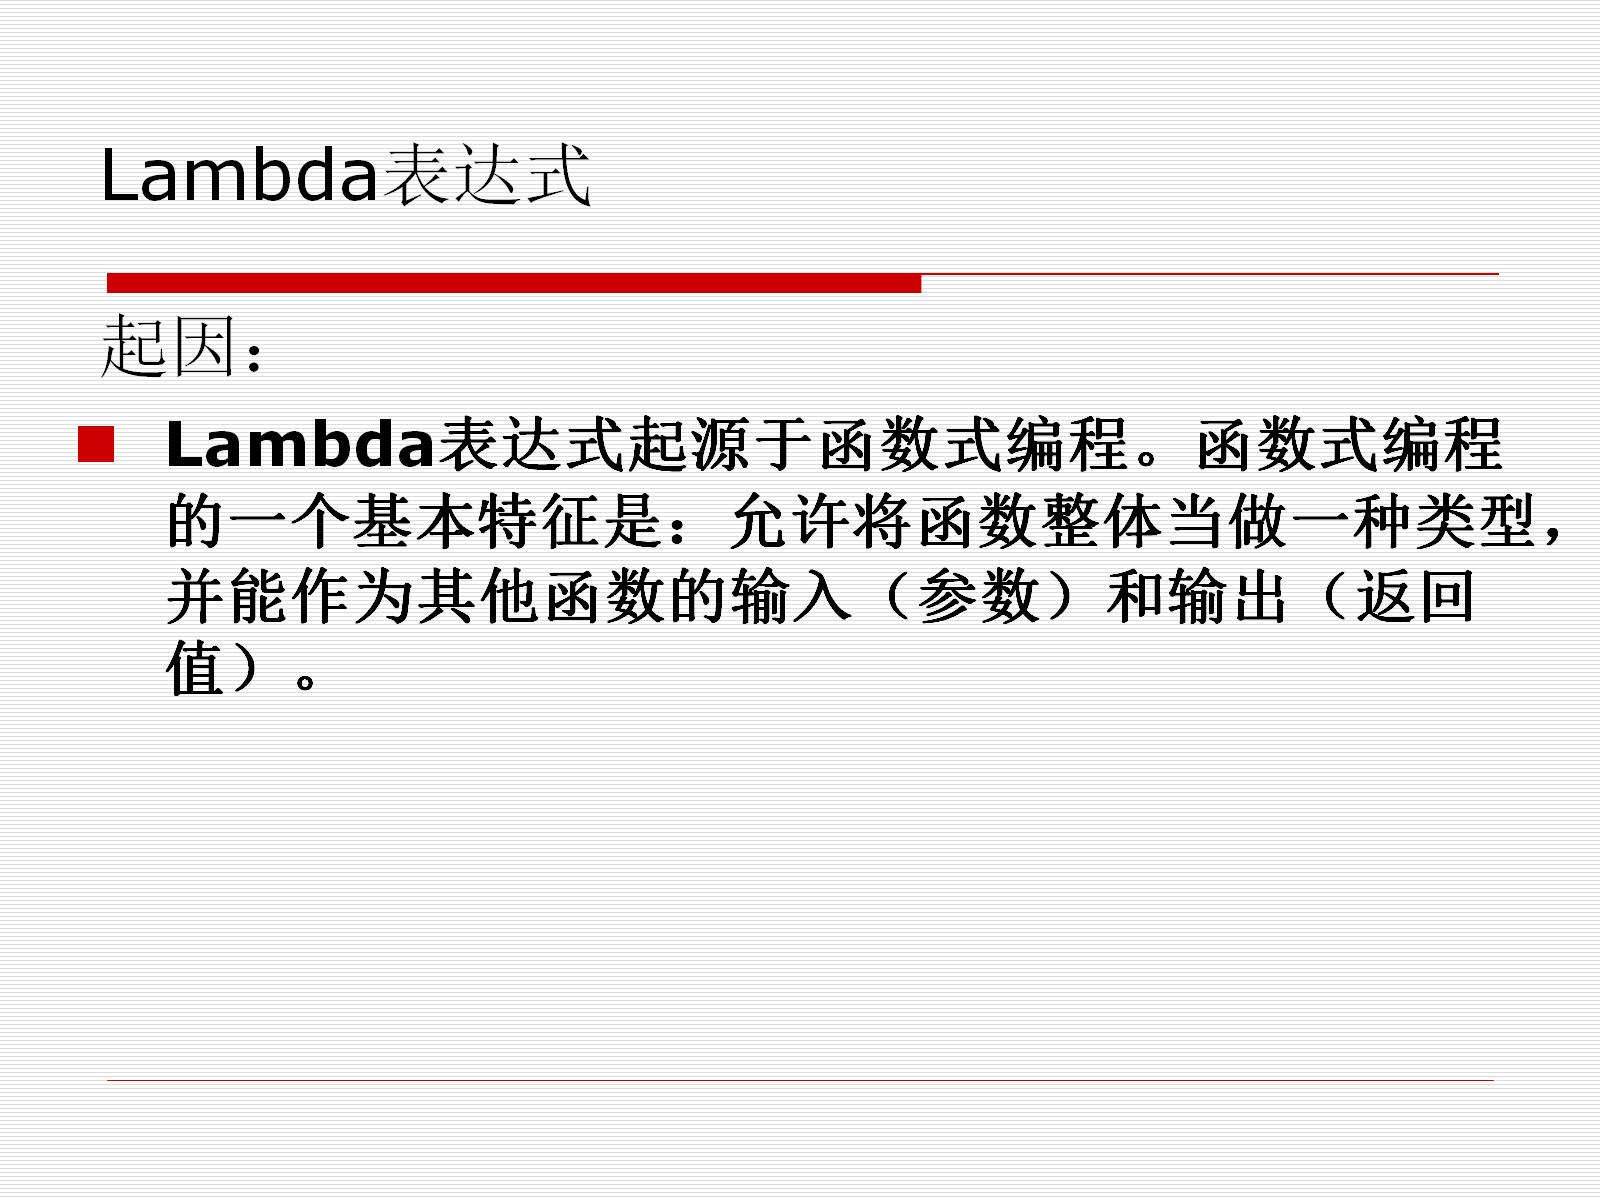 Lambda表达式
起因：
Lambda表达式起源于函数式编程。函数式编程
的一个基本特征是：允许将函数整体当做一种类型，
并能作为其他函数的输入（参数）和输出（返回
值）。